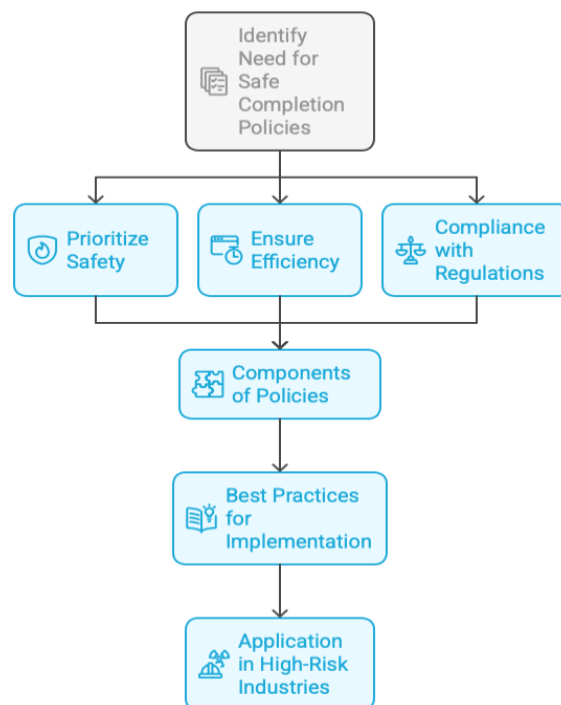 Identify
Need for
Safe
Completion
Policies
Prioritize
Safety
Ensure
Efficiency
Compliance
with
Regulations
Components
of Policies
Best Practices
for
Implementation
Application
in High-Risk
Industries